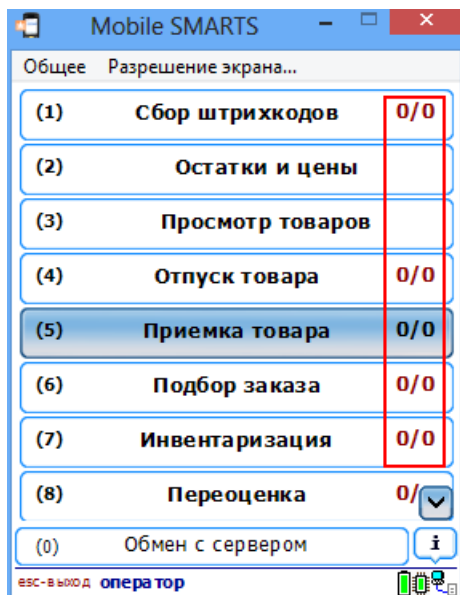 Mobile SMARTS
Общее Разрешение экрана...
(1) Сбор штрихкодов 0/0
(2) Остатки и цены
(3) Просмотр товаров
(4) Отпуск товара 0/0
(5) Приемка товара 0/0
(6) Подбор заказа 0/0
(7) Инвентаризация 0/0
(8) Переоценка 0/
(0) Обмен с сервером i
esc-выход оператор